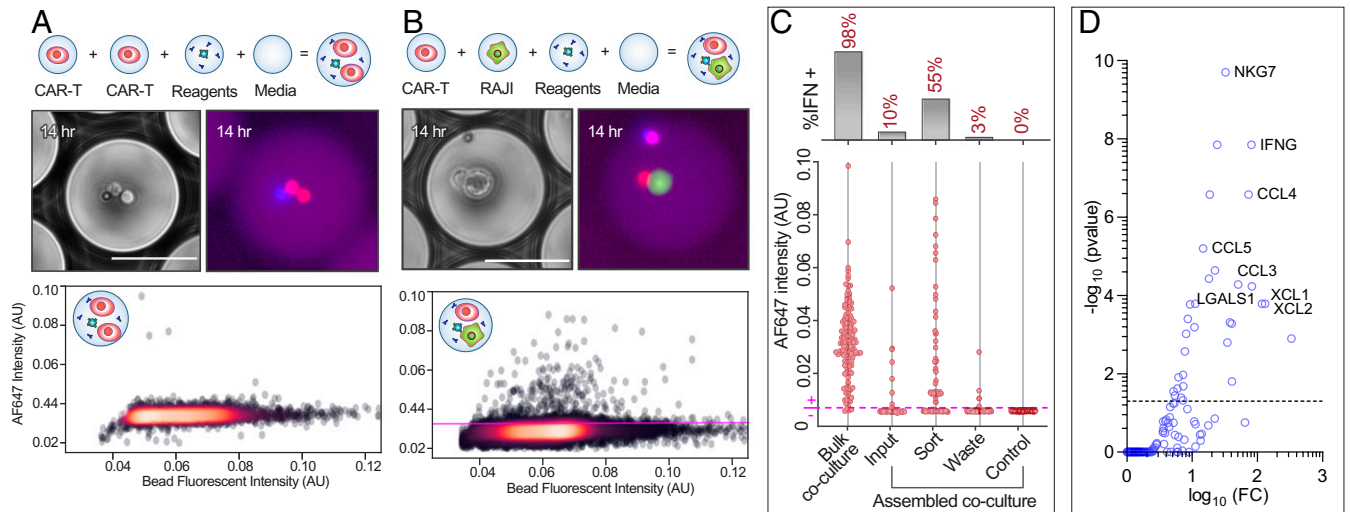 A
+ + + =
CAR-T CAR-T Reagents Media
14 hr 14 hr
0.10
0.08
0.06
0.44
0.02
AF647 Intensity (AU)
0.04 0.06 0.08 0.10 0.12
Bead Fluorescent Intensity (AU)
B
+ + + =
CAR-T RAJI Reagents Media
14 hr 14 hr
0.10
0.08
0.06
0.44
0.02
0.04 0.06 0.08 0.10 0.12
Bead Fluorescent Intensity (AU)
C
%IFN +
98% 10% 55% 3% 0%
AF647 intensity (AU)
0.10
0.08
0.06
0.04
0.02
0
+
-
Bulk co-culture
Input
Sort
Waste
Control
Assembled co-culture
D
-log10 (pvalue)
10
8
6
4
2
0
NKG7
IFNG
CCL4
CCL5
CCL3
LGALS1
XCL1
XCL2
0 1 2 3
log10 (FC)